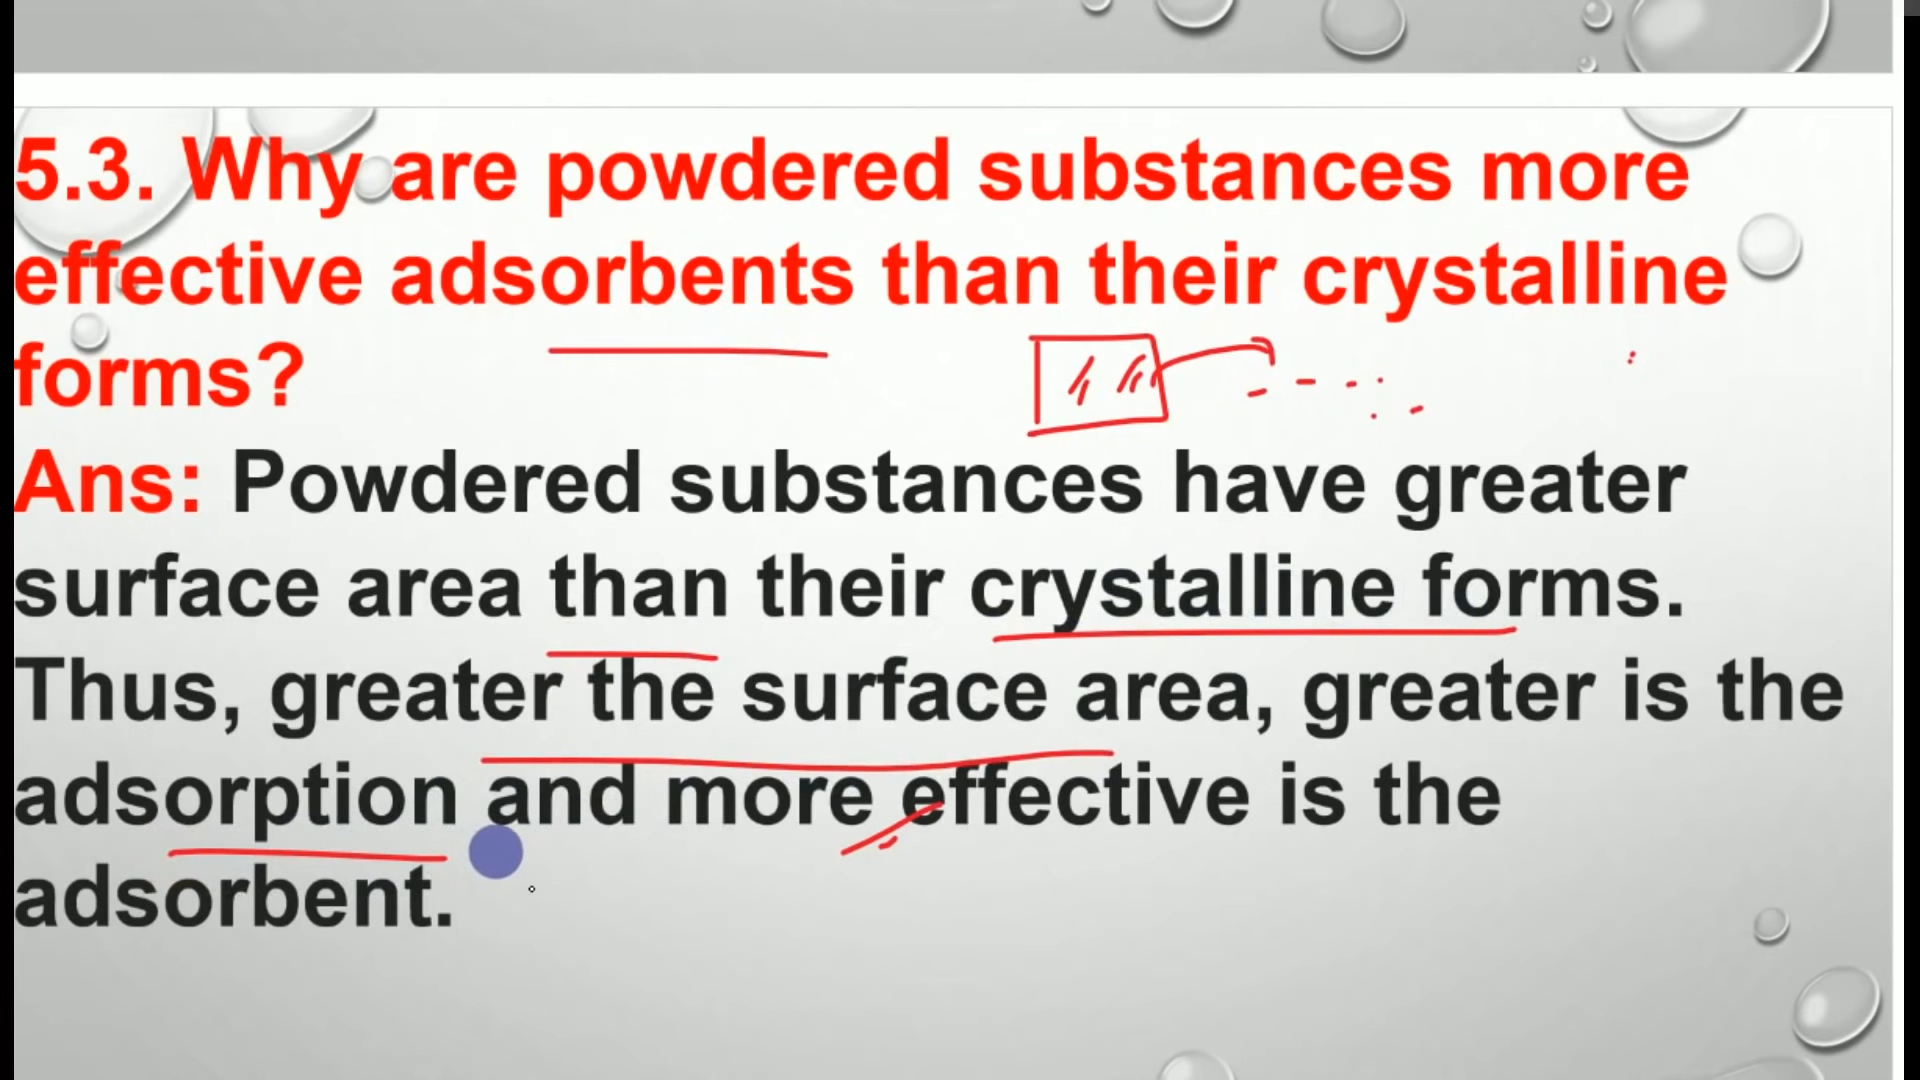 5.3. Why are powdered substances more
effective adsorbents than their crystalline
forms?
Ans: Powdered substances have greater
surface area than their crystalline forms.
Thus, greater the surface area, greater is the
adsorption and more effective is the
adsorbent.